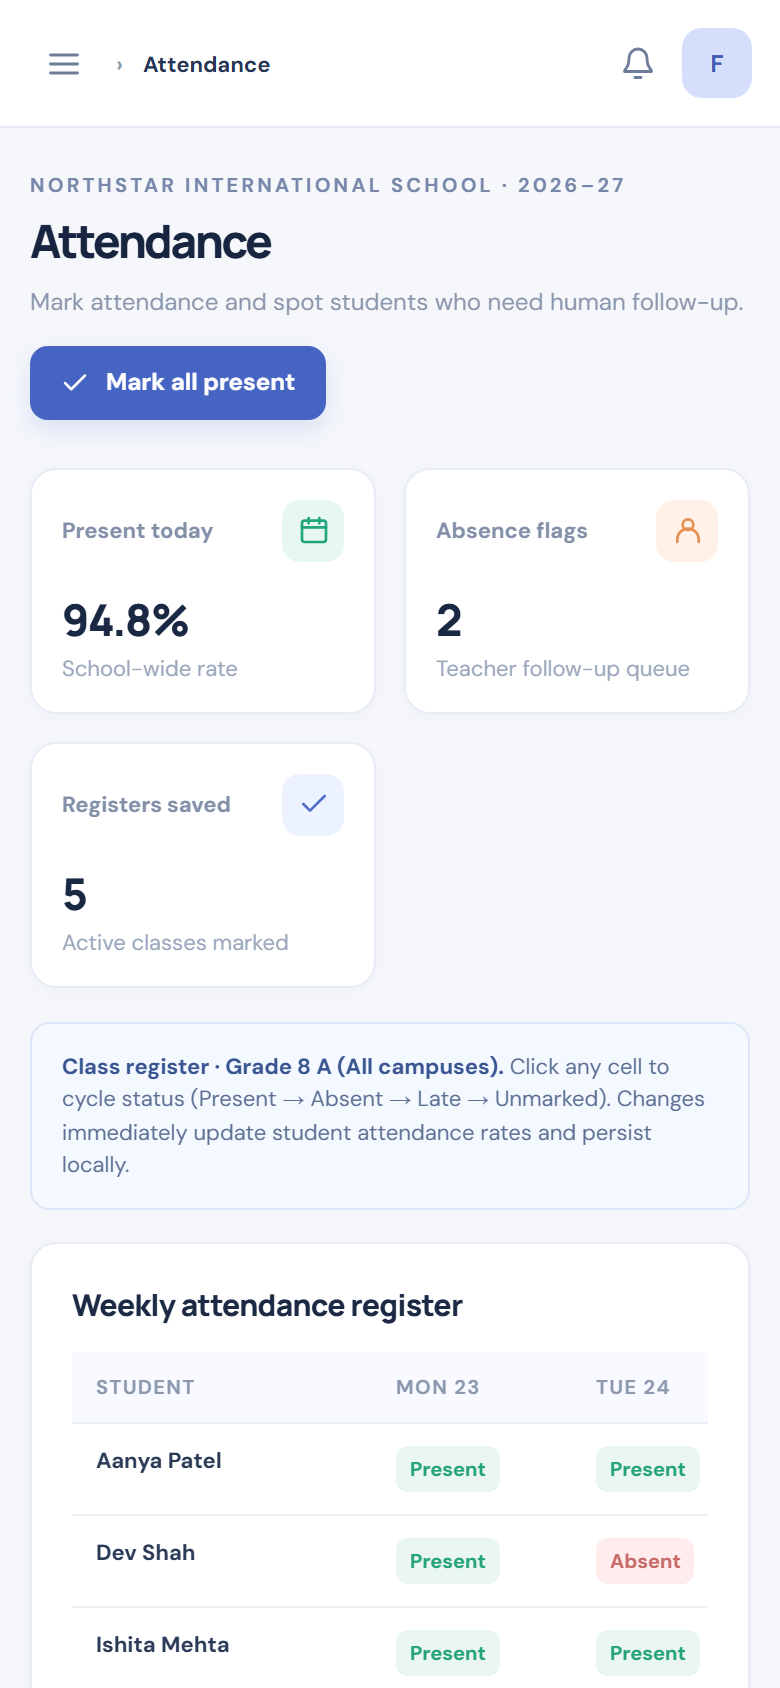 › Attendance
F
NORTHSTAR INTERNATIONAL SCHOOL · 2026–27
Attendance
Mark attendance and spot students who need human follow-up.
Mark all present
Present today
94.8%
School-wide rate
Absence flags
2
Teacher follow-up queue
Registers saved
5
Active classes marked
Class register · Grade 8 A (All campuses). Click any cell to
cycle status (Present → Absent → Late → Unmarked). Changes
immediately update student attendance rates and persist
locally.
Weekly attendance register
STUDENT MON 23 TUE 24
Aanya Patel Present Present
Dev Shah Present Absent
Ishita Mehta Present Present